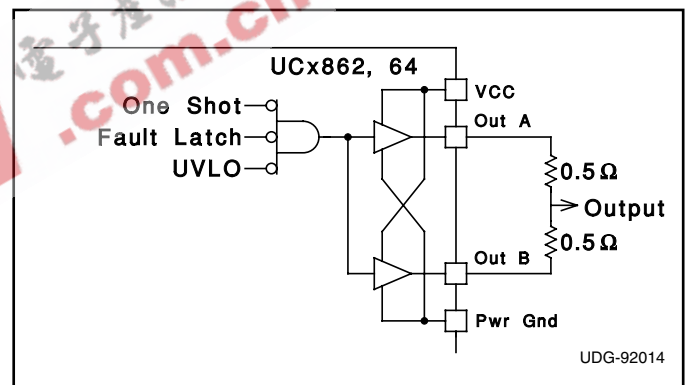 UCx862, 64
VCC
One Shot
Out A
Fault Latch
UVLO
0.5Ω
Output
0.5Ω
Out B
Pwr Gnd
UDG-92014
.com.cn